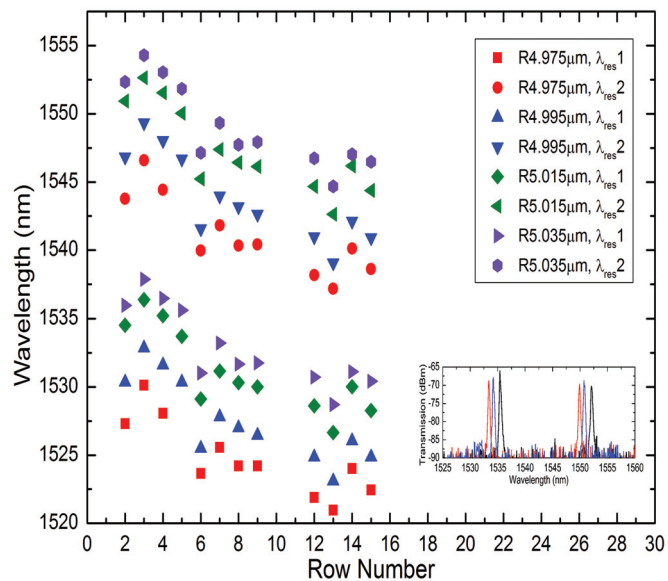 1555
1550
1545
1540
1535
1530
1525
1520
Wavelength (nm)
R4.975μm, λres1
R4.975μm, λres2
R4.995μm, λres1
R4.995μm, λres2
R5.015μm, λres1
R5.015μm, λres2
R5.035μm, λres1
R5.035μm, λres2
-65
-70
-75
-80
-85
-90
Transmission (dBm)
1525 1530 1535 1540 1545 1550 1555 1560
Wavelength (nm)
0 2 4 6 8 10 12 14 16 18 20 22 24 26 28 30
Row Number